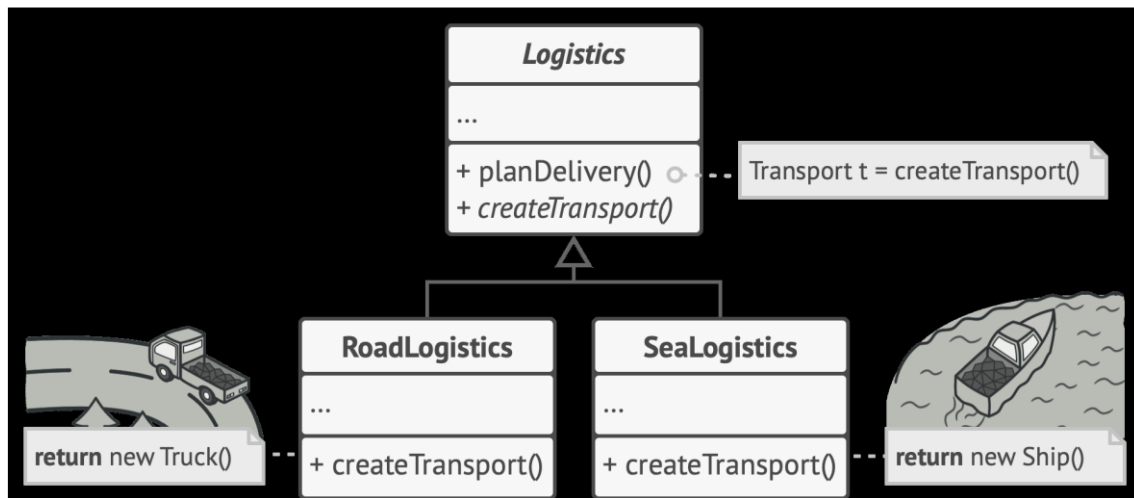 Logistics
...
+ planDelivery()
+ createTransport()
Transport t = createTransport()
RoadLogistics
...
+ createTransport()
return new Truck()
SeaLogistics
...
+ createTransport()
return new Ship()